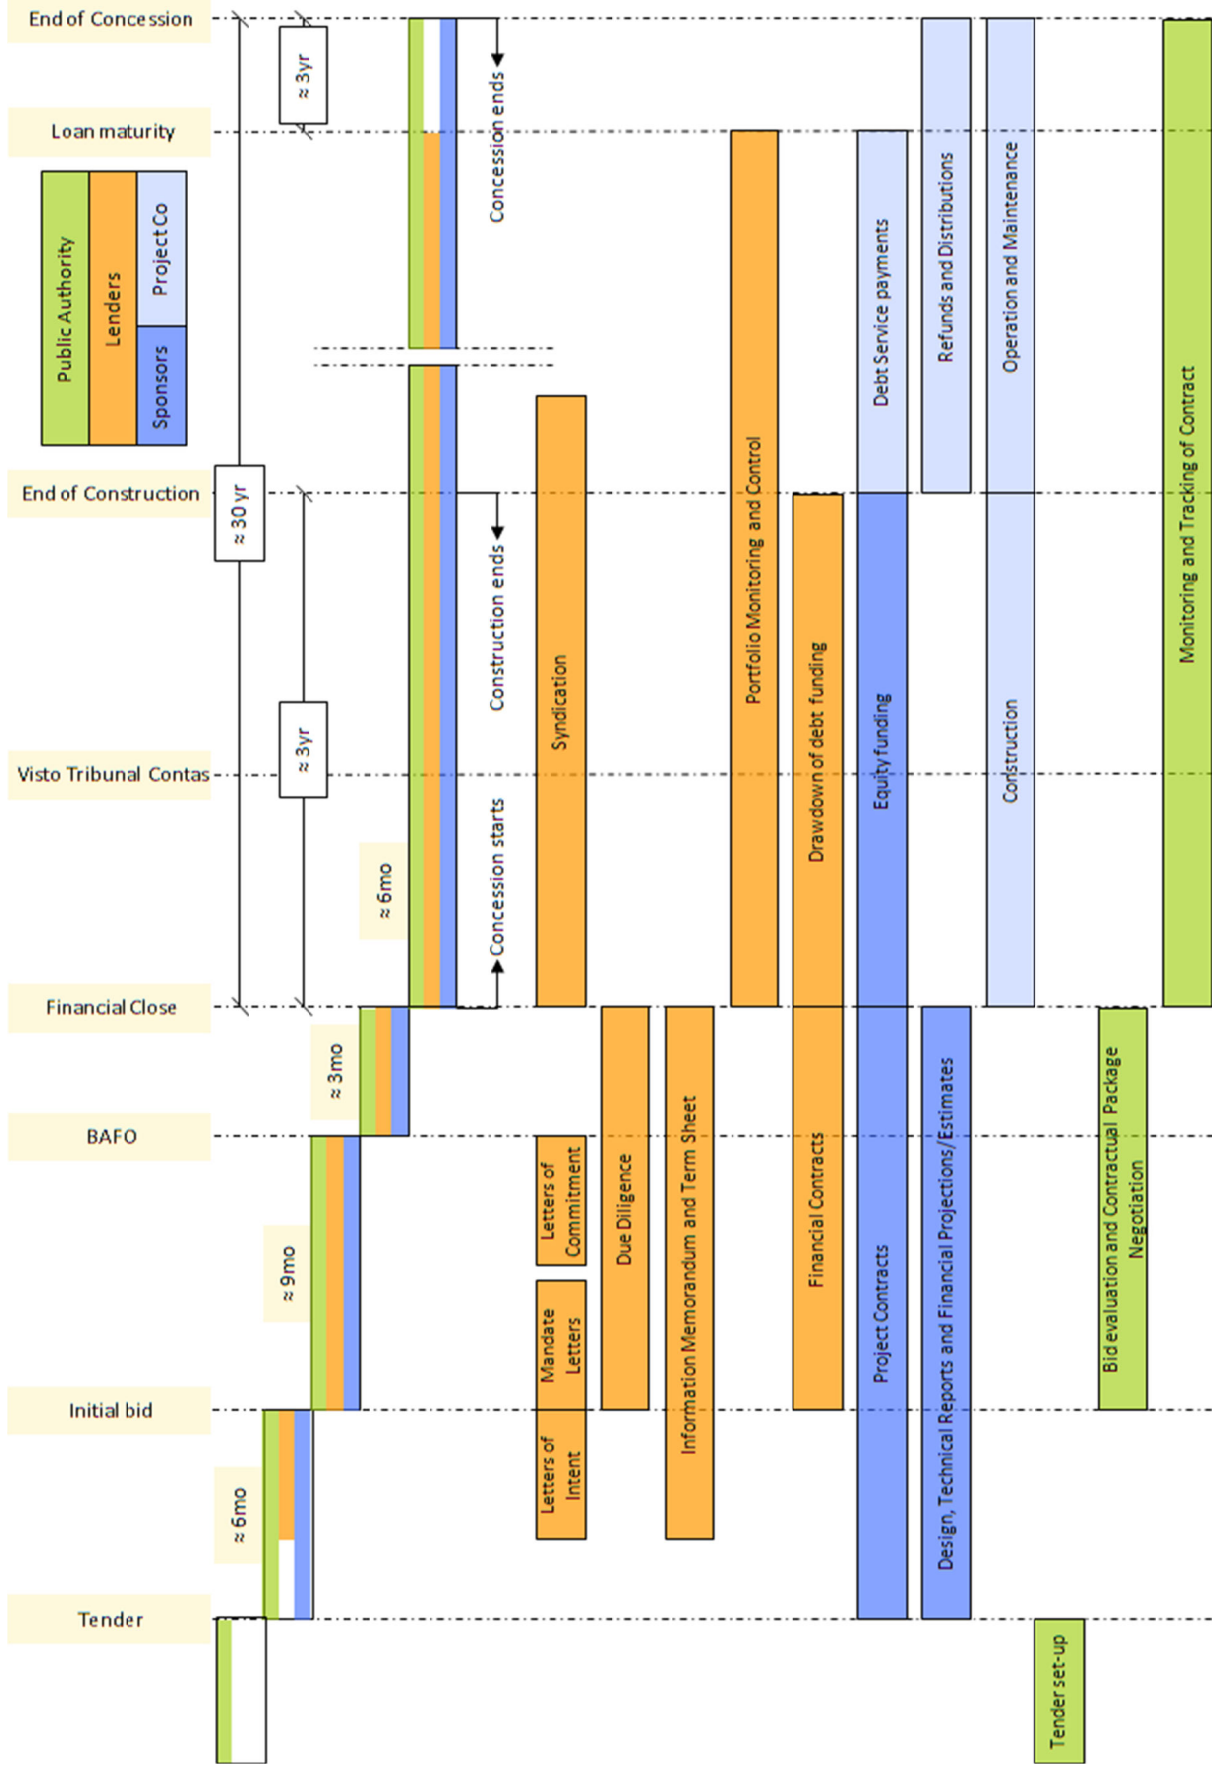 End of Concession
Loan maturity
End of Construction
Visto Tribunal Contas
Financial Close
BAFO
Initial bid
Tender
Public Authority
Lenders
Sponsors
Project Co
≈ 30 yr
≈ 3yr
≈ 3yr
≈ 6mo
≈ 3mo
≈ 9mo
≈ 6mo
Concession ends
Construction ends
Concession starts
Syndication
Letters of
Commitment
Mandate
Letters
Letters of
Intent
Due Diligence
Information Memorandum and Term Sheet
Portfolio Monitoring and Control
Drawdown of debt funding
Financial Contracts
Debt Service payments
Equity funding
Project Contracts
Refunds and Distributions
Design, Technical Reports and Financial Projections/Estimates
Operation and Maintenance
Construction
Tender set-up
Bid evaluation and Contractual Package
Negotiation
Monitoring and Tracking of Contract